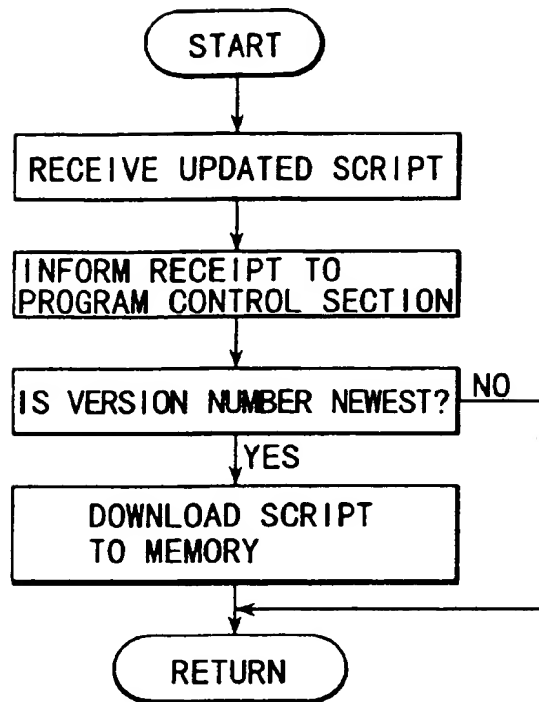 START
RECEIVE UPDATED SCRIPT
INFORM RECEIPT TO
PROGRAM CONTROL SECTION
IS VERSION NUMBER NEWEST?
NO
YES
DOWNLOAD SCRIPT
TO MEMORY
RETURN